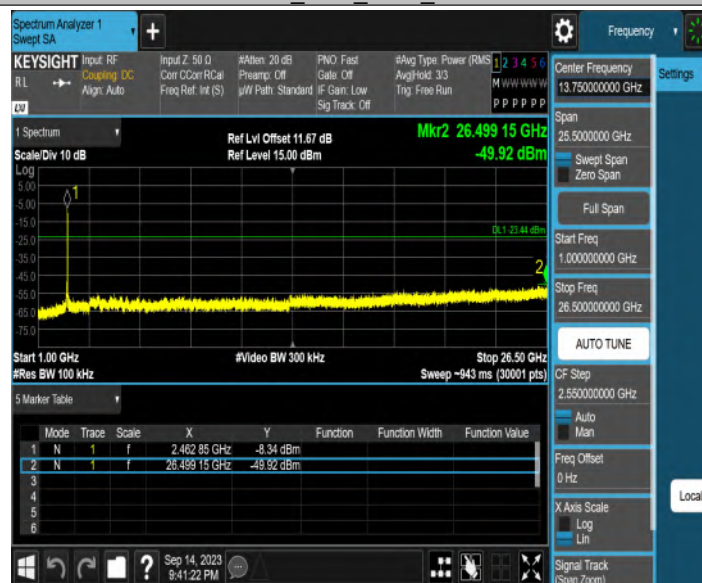 Spectrum Analyzer 1
Swept SA
+
Frequency
KEYSIGHT
RL
LXI
Input: RF
Coupling: DC
Align: Auto
Input Z: 50 Ω
Corr CCorr RCal
Freq Ref: Int (S)
#Atten: 20 dB
Preamp: Off
µW Path: Standard
PNO: Fast
Gate: Off
IF Gain: Low
Sig Track: Off
#Avg Type: Power (RMS
Avg|Hold: 3/3
Trig: Free Run
1 2 3 4 5 6
M W W W W W
P P P P P P
1 Spectrum
Scale/Div 10 dB
Ref Lvl Offset 11.67 dB
Ref Level 15.00 dBm
Mkr2 26.499 15 GHz
-49.92 dBm
Log
5.00
-5.00
-15.0
-25.0
-35.0
-45.0
-55.0
-65.0
-75.0
1
DL1 -23.44 dBm
2
Start 1.00 GHz
#Res BW 100 kHz
#Video BW 300 kHz
Stop 26.50 GHz
Sweep ~943 ms (30001 pts)
5 Marker Table
Mode Trace Scale X Y Function Function Width Function Value
1 N 1 f 2.462 85 GHz -8.34 dBm
2 N 1 f 26.499 15 GHz -49.92 dBm
3
4
5
6
Sep 14, 2023
9:41:22 PM
?
Center Frequency
13.750000000 GHz
Settings
Span
25.5000000 GHz
Swept Span
Zero Span
Full Span
Start Freq
1.000000000 GHz
Stop Freq
26.500000000 GHz
AUTO TUNE
CF Step
2.550000000 GHz
Auto
Man
Freq Offset
0 Hz
Local
X Axis Scale
Log
Lin
Signal Track
(Span Zoom)